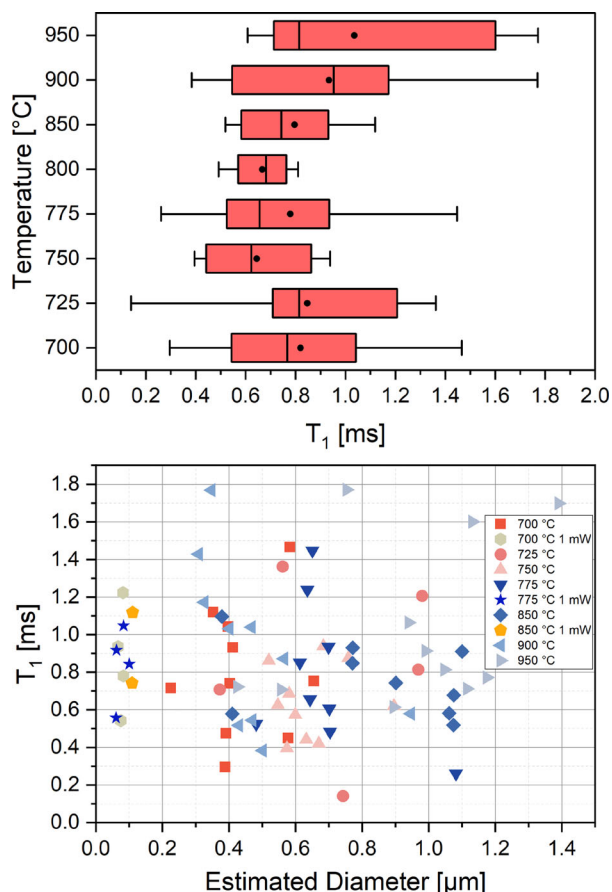 950
900
850
800
775
750
725
700
Temperature [°C]
0.0 0.2 0.4 0.6 0.8 1.0 1.2 1.4 1.6 1.8 2.0
T₁ [ms]
1.8
1.6
1.4
1.2
1.0
0.8
0.6
0.4
0.2
0.0
T₁ [ms]
700 °C
700 °C 1 mW
725 °C
750 °C
775 °C
775 °C 1 mW
850 °C
850 °C 1 mW
900 °C
950 °C
0.0 0.2 0.4 0.6 0.8 1.0 1.2 1.4
Estimated Diameter [µm]